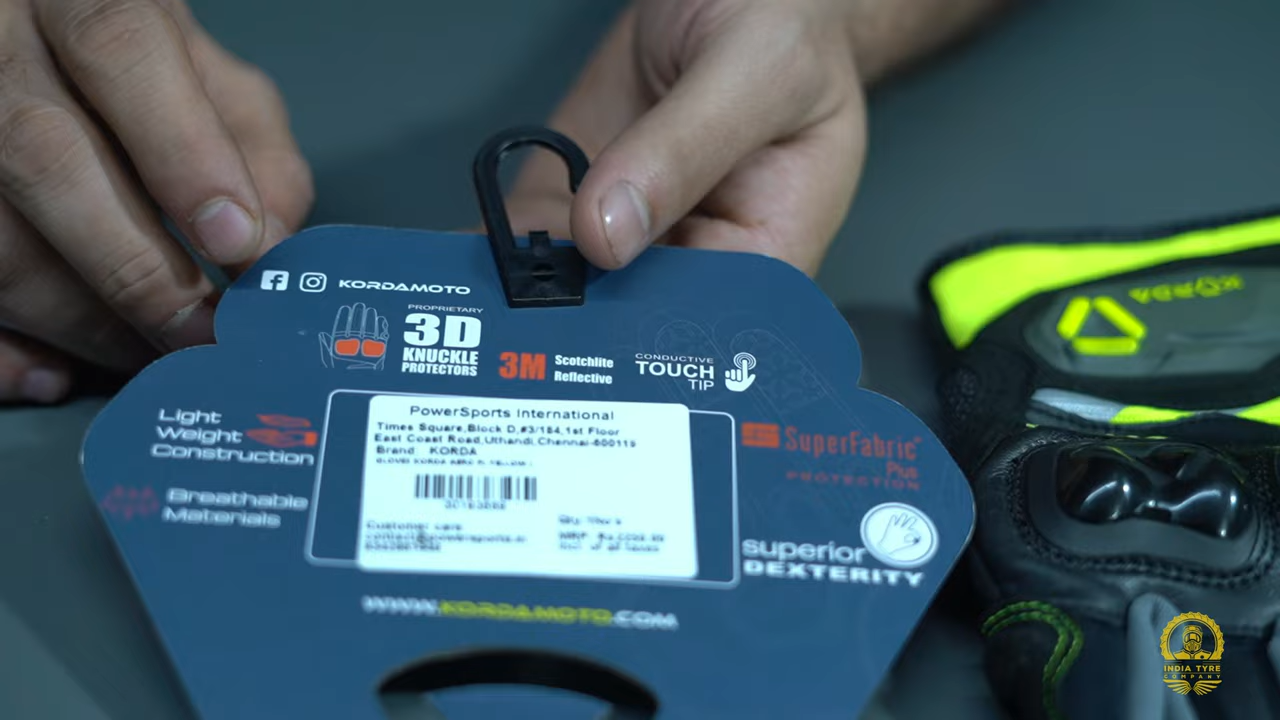 KORDAMOTO
PROPRIETARY
3D
KNUCKLE
PROTECTORS
3M Scotchlite
Reflective
CONDUCTIVE
TOUCH
TIP
Light
Weight
Construction
Breathable
Materials
PowerSports International
Times Square,Block D,#3/184,1st Floor
East Coast Road,Uthandi,Chennai-600119
Brand KORDA
Customer care
SuperFabric
Plus
PROTECTION
superior
DEXTERITY
WWW.KORDAMOTO.COM
KORDA
INDIA TYRE
COMPANY